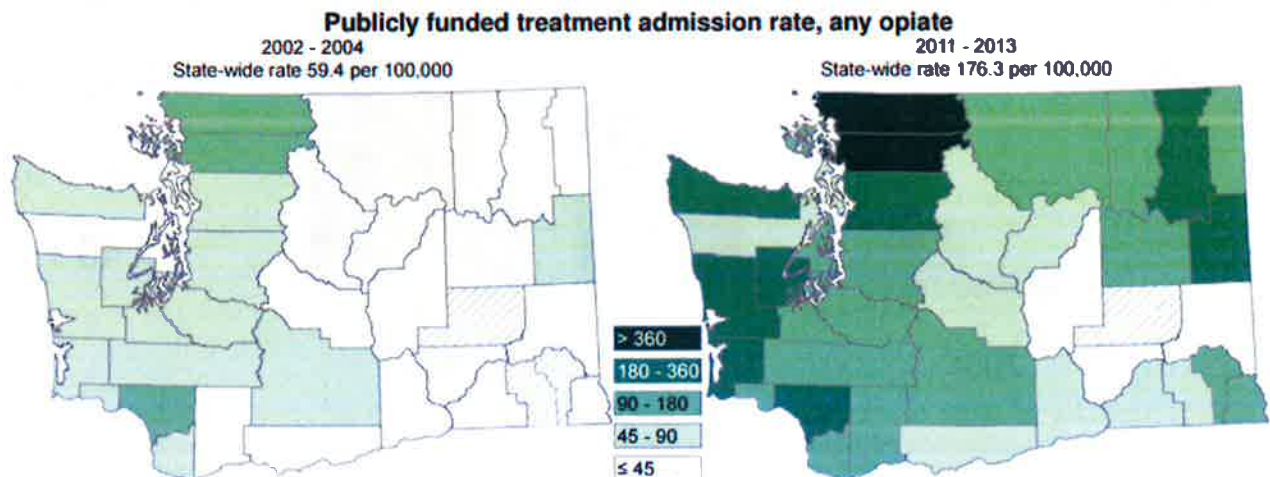 Publicly funded treatment admission rate, any opiate
2002 - 2004
State-wide rate 59.4 per 100,000
2011 - 2013
State-wide rate 176.3 per 100,000
> 360
180 - 360
90 - 180
45 - 90
≤ 45